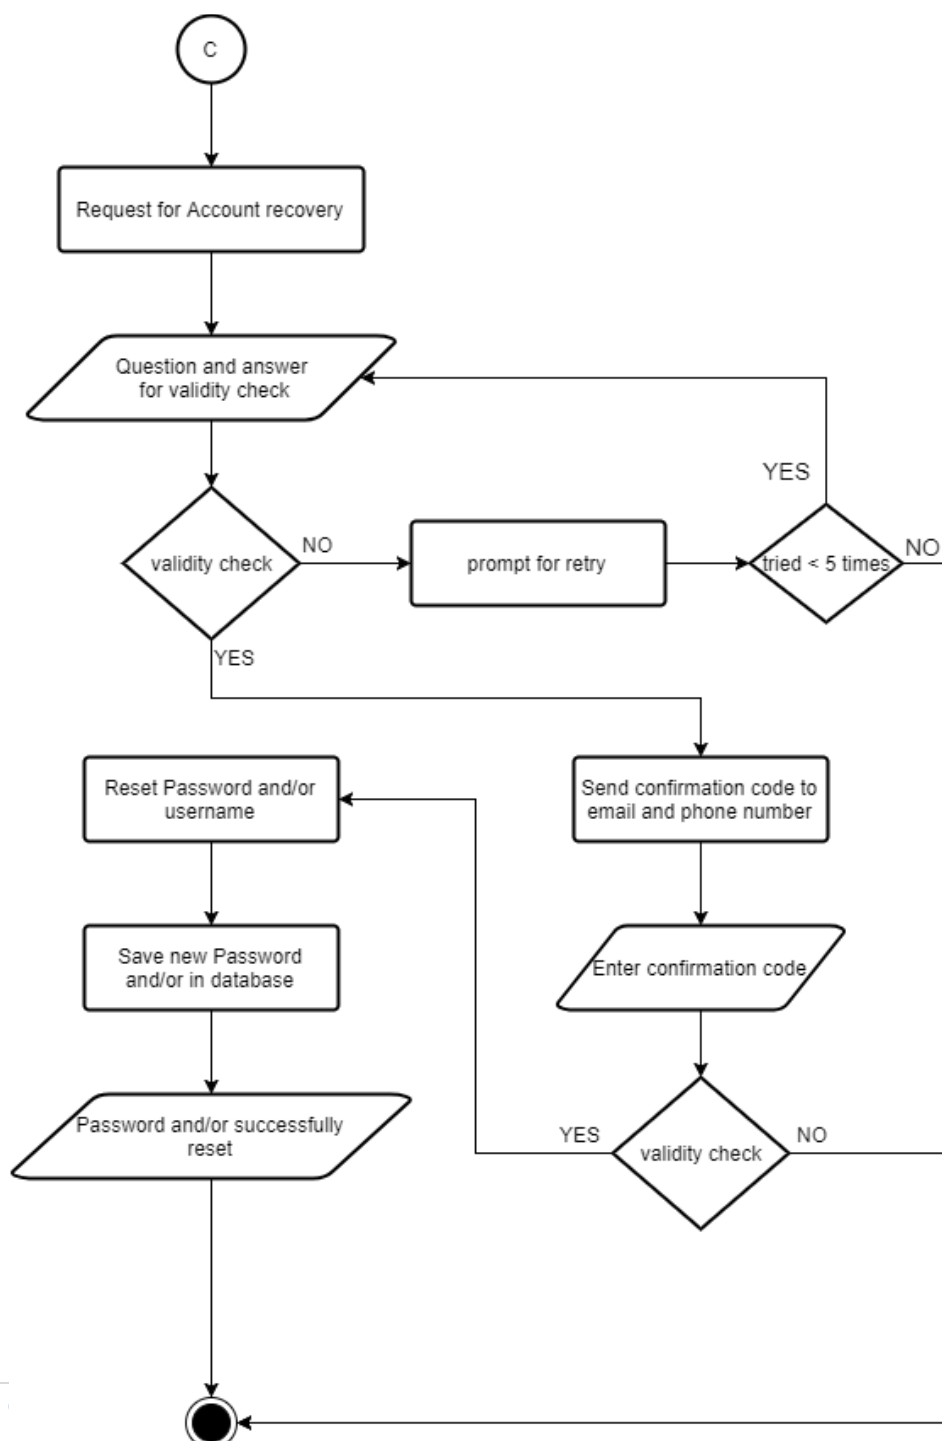 C
Request for Account recovery
Question and answer
for validity check
YES
validity check
NO
prompt for retry
tried < 5 times
NO
YES
Reset Password and/or
username
Send confirmation code to
email and phone number
Save new Password
and/or in database
Enter confirmation code
Password and/or successfully
reset
YES
validity check
NO